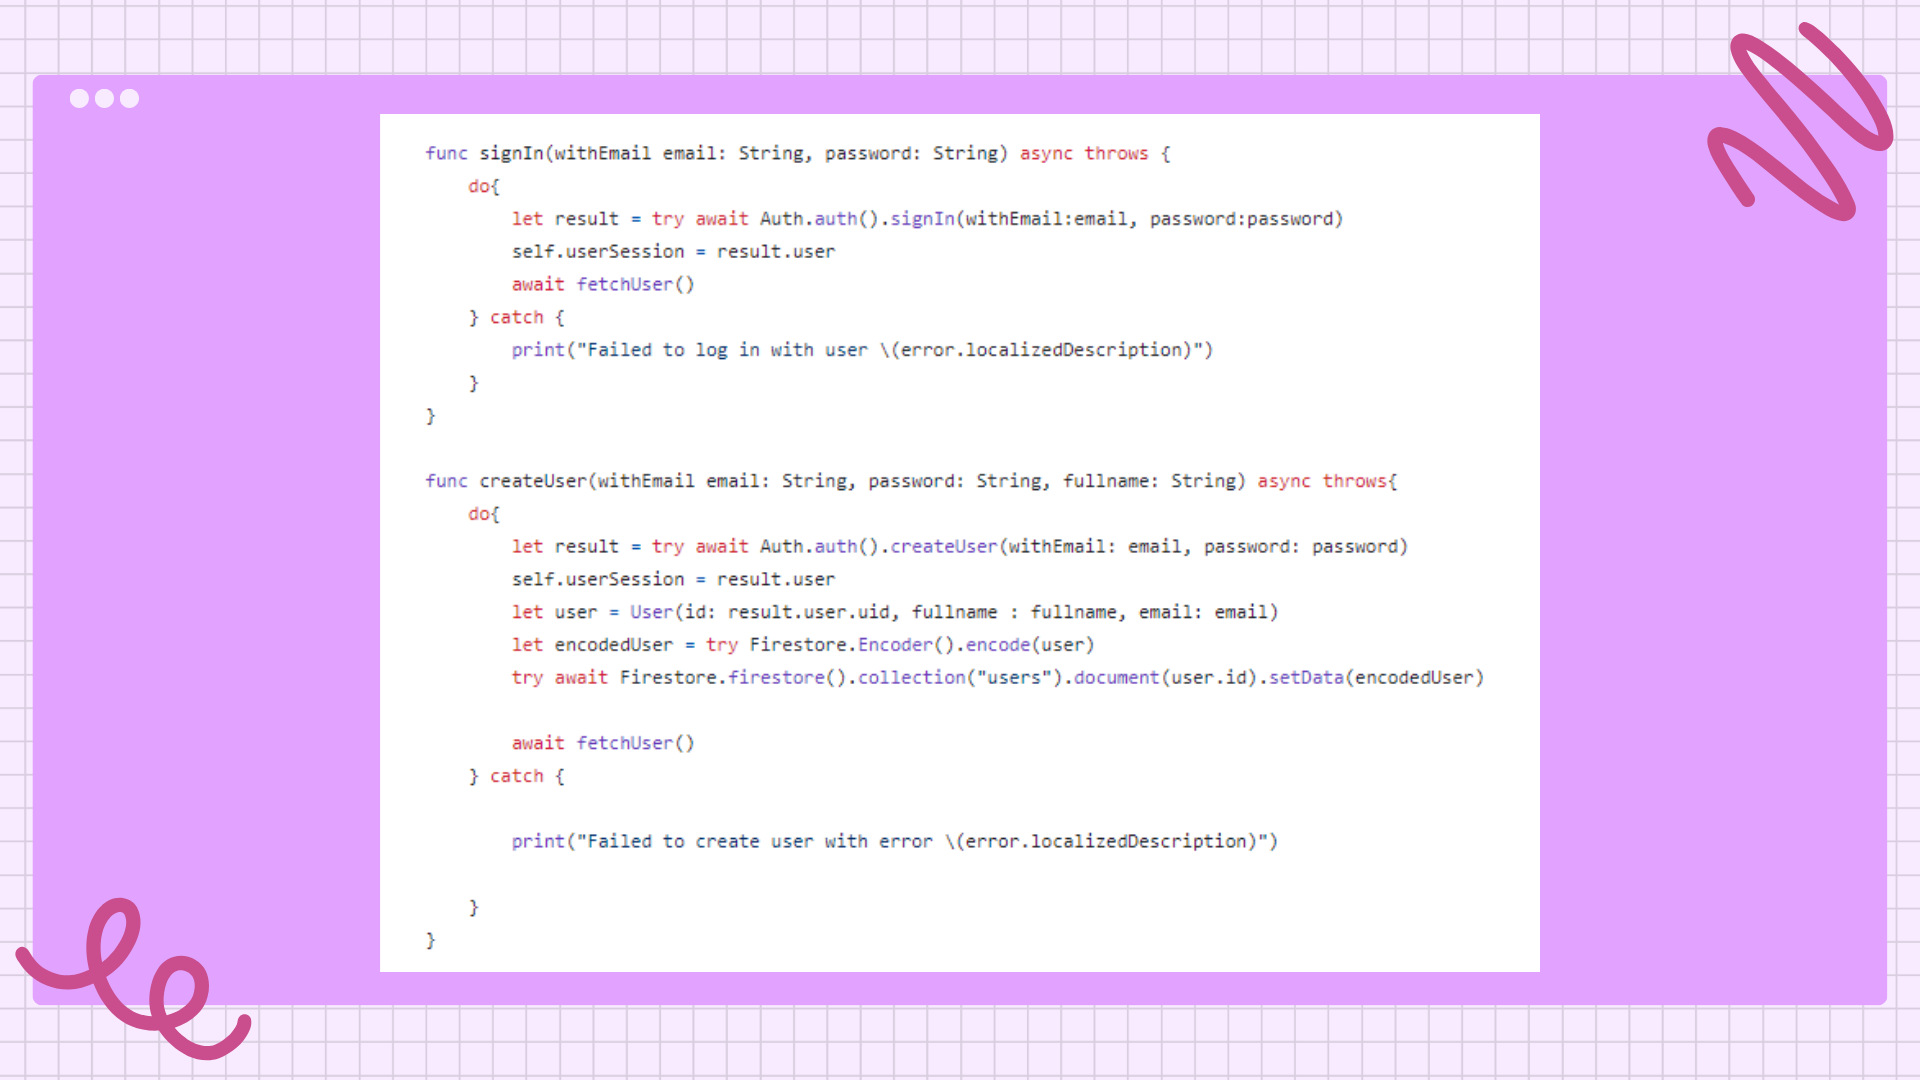 func signIn(withEmail email: String, password: String) async throws {
    do{
        let result = try await Auth.auth().signIn(withEmail:email, password:password)
        self.userSession = result.user
        await fetchUser()
    } catch {
        print("Failed to log in with user \(error.localizedDescription)")
    }
}
func createUser(withEmail email: String, password: String, fullname: String) async throws{
    do{
        let result = try await Auth.auth().createUser(withEmail: email, password: password)
        self.userSession = result.user
        let user = User(id: result.user.uid, fullname : fullname, email: email)
        let encodedUser = try Firestore.Encoder().encode(user)
        try await Firestore.firestore().collection("users").document(user.id).setData(encodedUser)
        await fetchUser()
    } catch {
        print("Failed to create user with error \(error.localizedDescription)")
    }
}